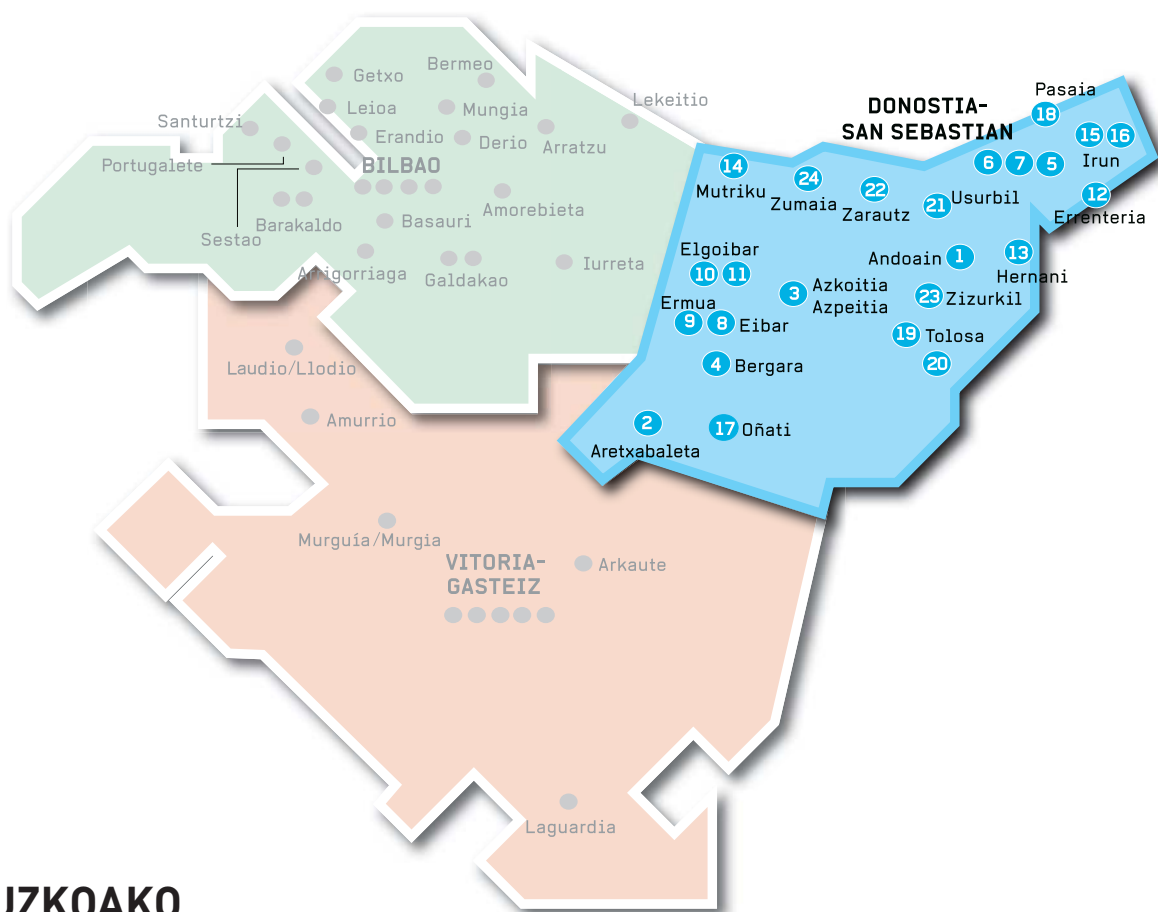 Getxo
Bermeo
Leioa
Mungia
Lekeitio
Santurtzi
Erandio
Derio
Arratzu
Portugalete
BILBAO
Barakaldo
Basauri
Amorebieta
Sestao
Arrigorriaga
Galdakao
Iurreta
Pasaia
18
DONOSTIA-
SAN SEBASTIAN
15 16
Irun
6 7 5
14
Mutriku
24
Zumaia
22
Zarautz
21
Usurbil
12
Errenteria
Elgoibar
10 11
Andoain 1
13
Hernani
3
Azkoitia
Azpeitia
23 Zizurkil
Ermua
9 8 Eibar
19 Tolosa
20
4 Bergara
2
Aretxabaleta
17 Oñati
Laudio/Llodio
Amurrio
Murguía/Murgia
VITORIA-
GASTEIZ
Arkaute
Laguardia
UZKOAKO